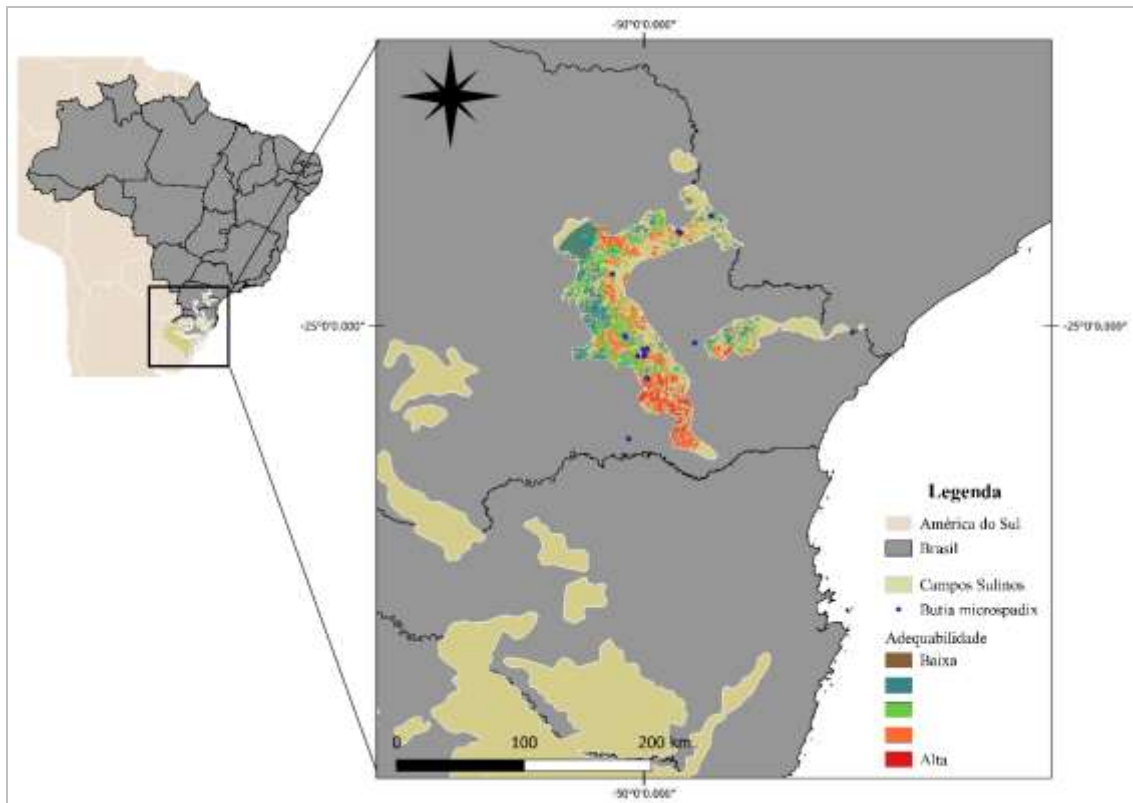 -50°0'0.000"
-25°0'0.000"
-25°0'0.000"
Legenda
América do Sul
Brasil
Campos Sulinos
Butia microspadix
Adequabilidade
Baixa
Alta
0 100 200 km
-50°0'0.000"